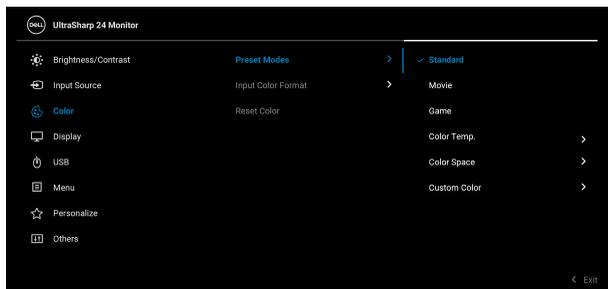 DELL UltraSharp 24 Monitor
Brightness/Contrast Preset Modes Standard
Input Source Input Color Format Movie
Color Reset Color Game
Display Color Temp.
USB Color Space
Menu Custom Color
Personalize
Others
Exit